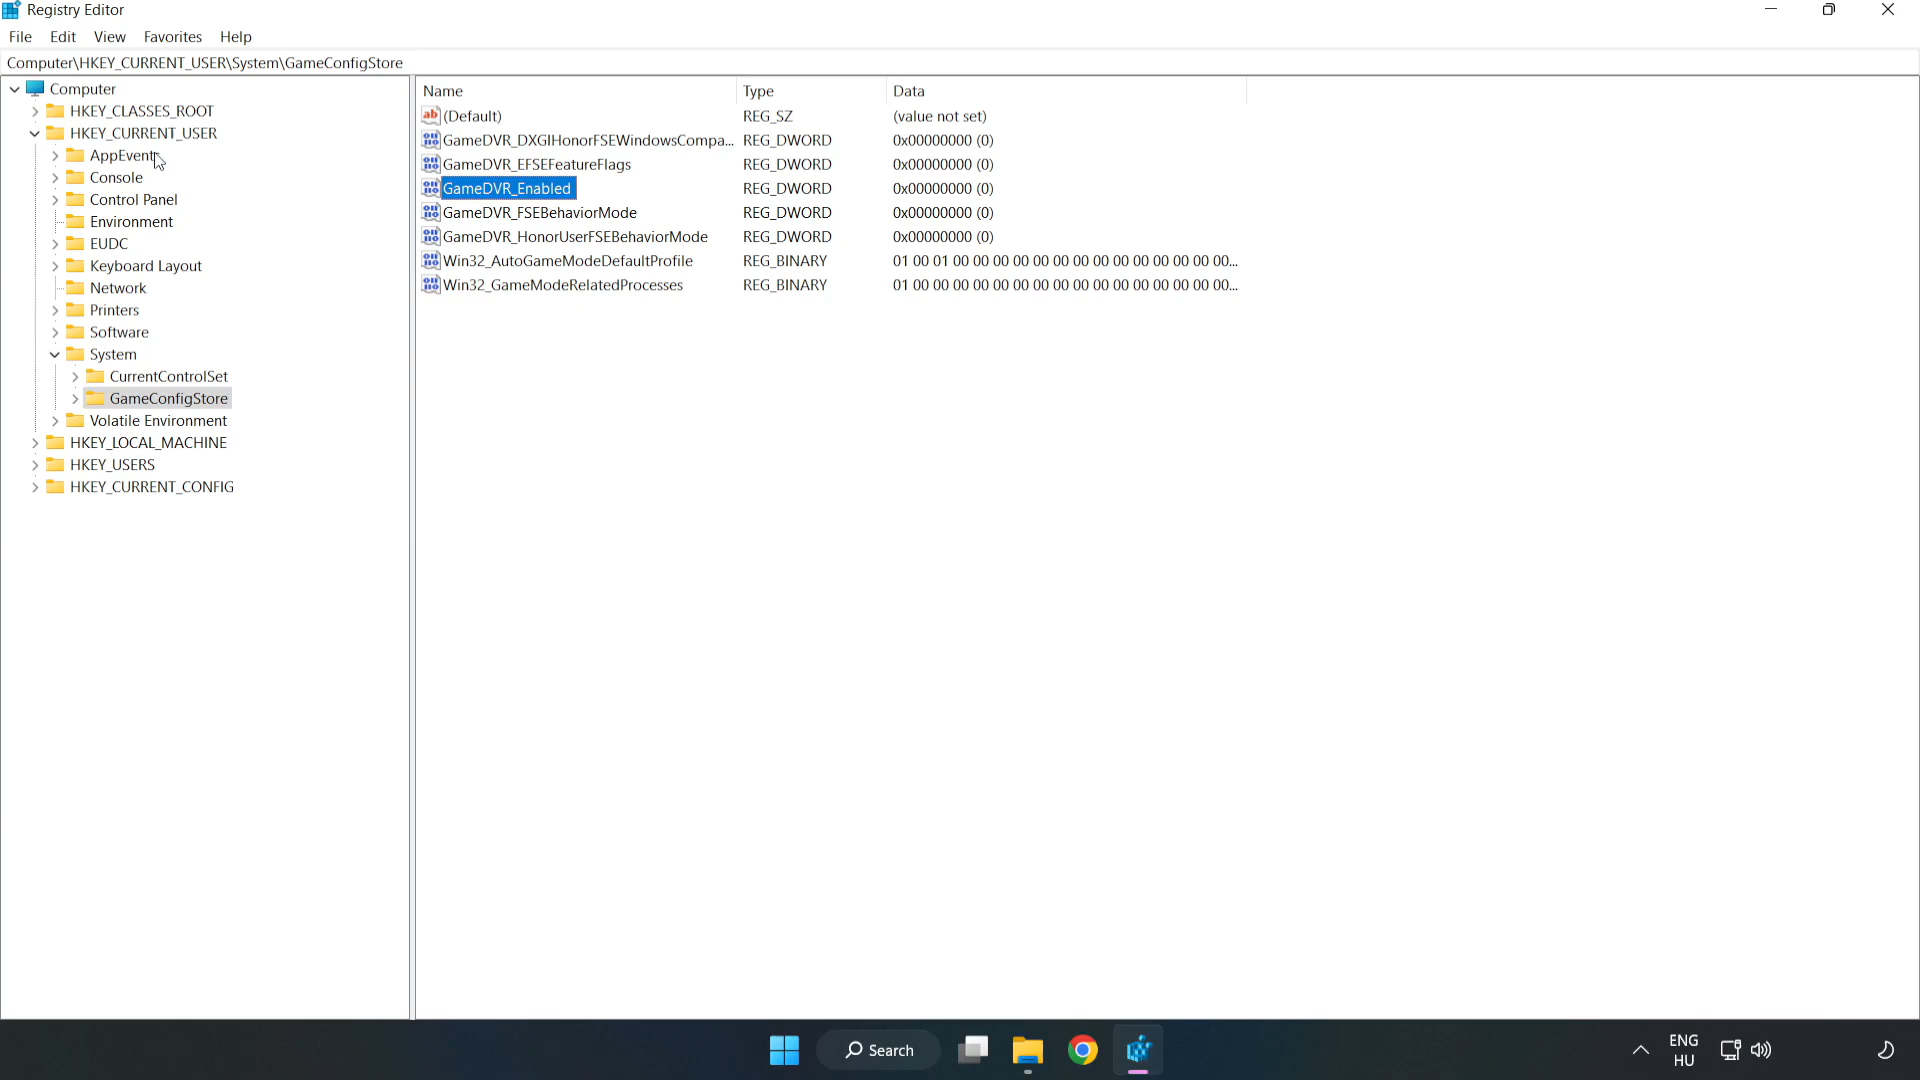 Registry Editor
File Edit View Favorites Help
Computer\HKEY_CURRENT_USER\System\GameConfigStore
Computer
HKEY_CLASSES_ROOT
HKEY_CURRENT_USER
AppEvents
Console
Control Panel
Environment
EUDC
Keyboard Layout
Network
Printers
Software
System
CurrentControlSet
GameConfigStore
Volatile Environment
HKEY_LOCAL_MACHINE
HKEY_USERS
HKEY_CURRENT_CONFIG
Name Type Data
(Default) REG_SZ (value not set)
GameDVR_DXGIHonorFSEWindowsCompa... REG_DWORD 0x00000000 (0)
GameDVR_EFSEFeatureFlags REG_DWORD 0x00000000 (0)
GameDVR_Enabled REG_DWORD 0x00000000 (0)
GameDVR_FSEBehaviorMode REG_DWORD 0x00000000 (0)
GameDVR_HonorUserFSEBehaviorMode REG_DWORD 0x00000000 (0)
Win32_AutoGameModeDefaultProfile REG_BINARY 01 00 01 00 00 00 00 00 00 00 00 00 00 00 00 00 00...
Win32_GameModeRelatedProcesses REG_BINARY 01 00 00 00 00 00 00 00 00 00 00 00 00 00 00 00 00...
Search
ENG
HU